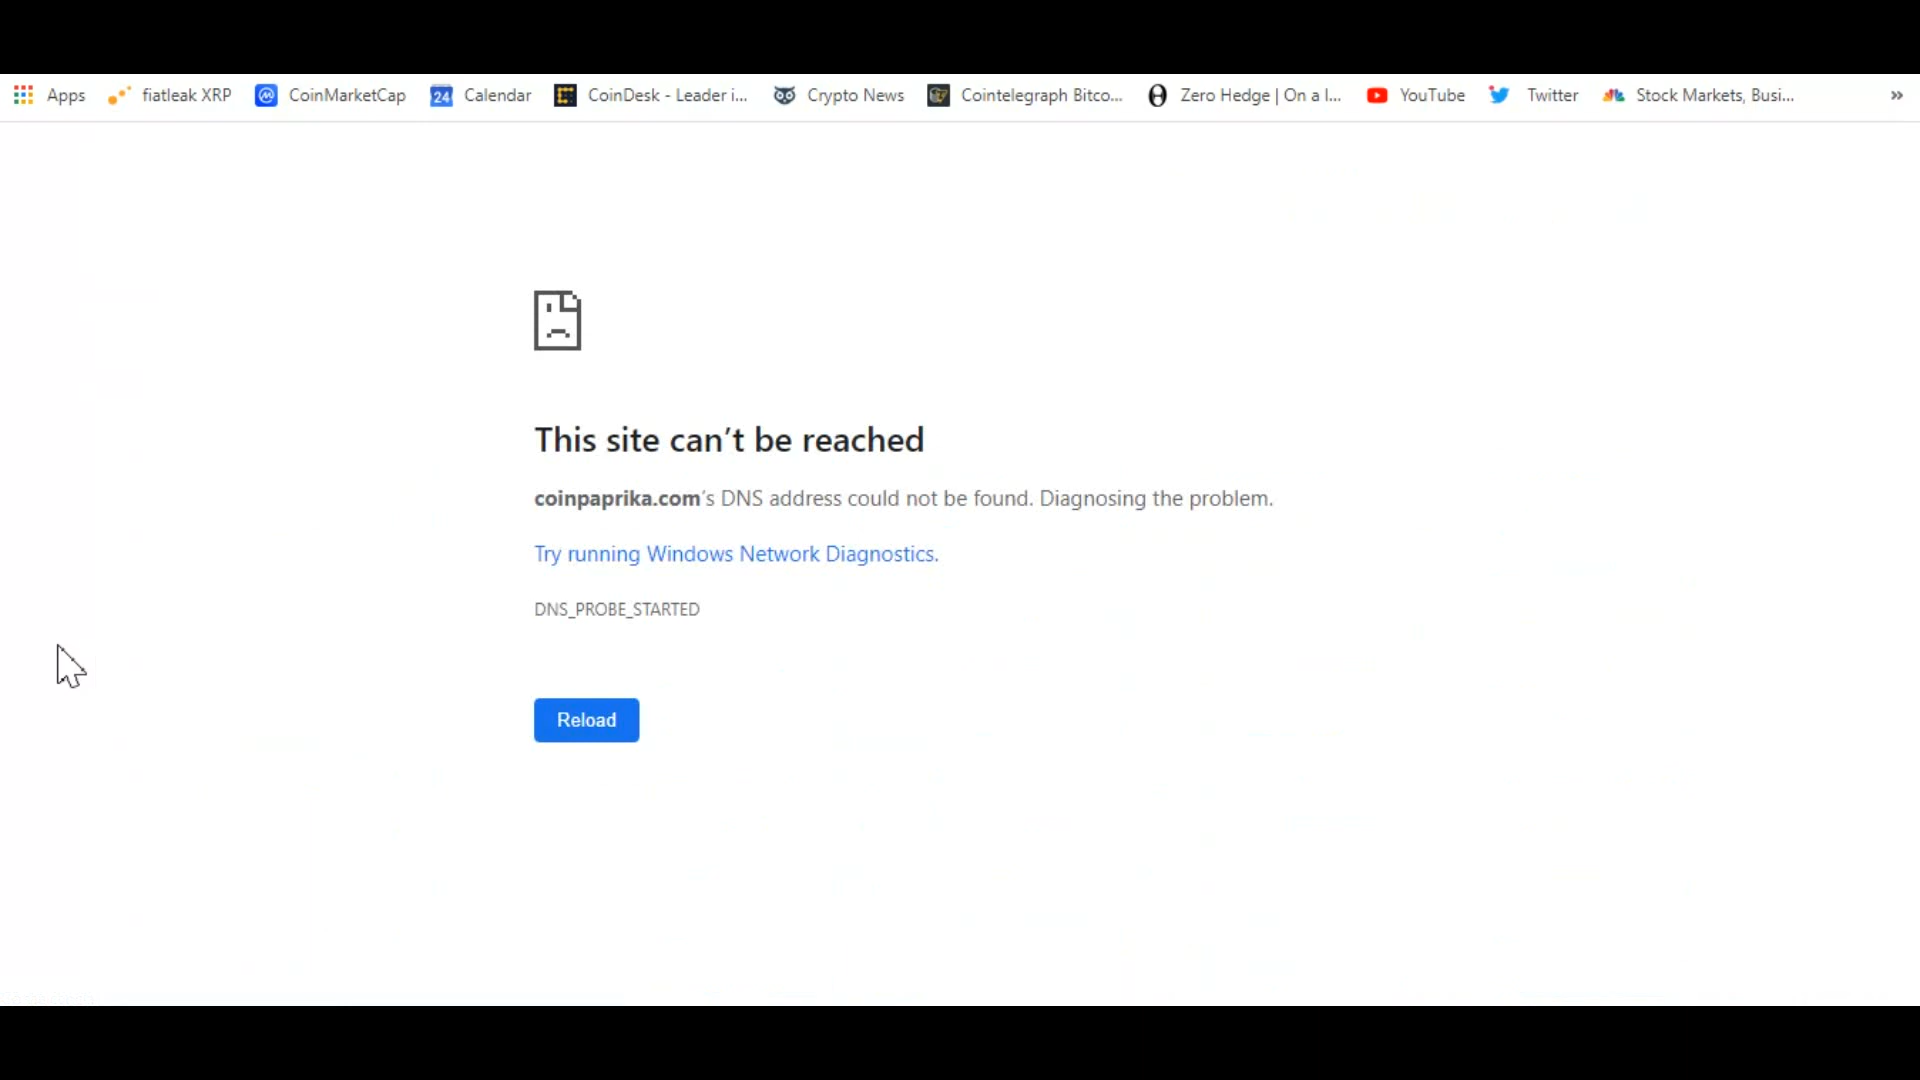 Apps fiatleak XRP CoinMarketCap 24 Calendar CoinDesk - Leader i... Crypto News Cointelegraph Bitco... Zero Hedge | On a l... YouTube Twitter Stock Markets, Busi... »
This site can’t be reached
coinpaprika.com's DNS address could not be found. Diagnosing the problem.
Try running Windows Network Diagnostics.
DNS_PROBE_STARTED
Reload